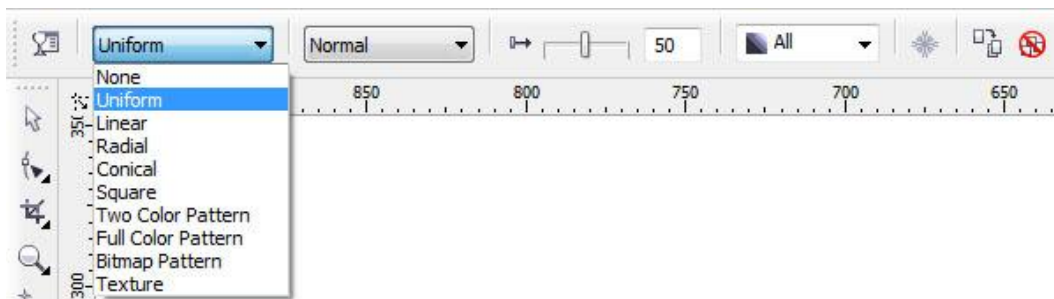 Uniform Normal 50 All
None
Uniform
Linear
Radial
Conical
Square
Two Color Pattern
Full Color Pattern
Bitmap Pattern
Texture
850 800 750 700 650
300